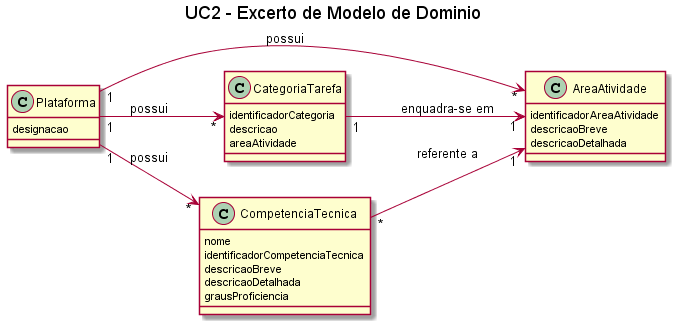 UC2 - Excerto de Modelo de Dominio
possui
C Plataforma
designacao
1
*
1
possui
*
1
possui
*
C CategoriaTarefa
identificadorCategoria
descricao
areaAtividade
1
enquadra-se em
1
C AreaAtividade
identificadorAreaAtividade
descricaoBreve
descricaoDetalhada
referente a
1
*
C CompetenciaTecnica
nome
identificadorCompetenciaTecnica
descricaoBreve
descricaoDetalhada
grausProficiencia